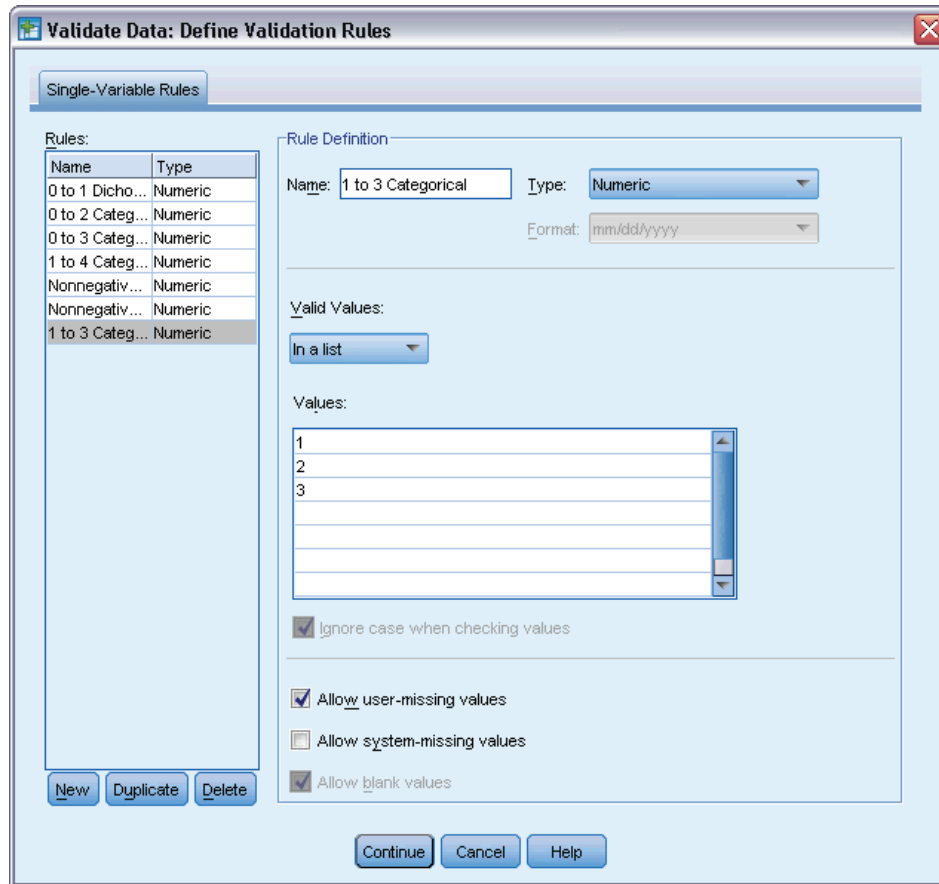 Validate Data: Define Validation Rules
Single-Variable Rules
Rules:
Name Type
0 to 1 Dicho... Numeric
0 to 2 Categ... Numeric
0 to 3 Categ... Numeric
1 to 4 Categ... Numeric
Nonnegativ... Numeric
Nonnegativ... Numeric
1 to 3 Categ... Numeric
New Duplicate Delete
Rule Definition
Name: 1 to 3 Categorical Type: Numeric
Format: mm/dd/yyyy
Valid Values:
In a list
Values:
1
2
3
Ignore case when checking values
Allow user-missing values
Allow system-missing values
Allow blank values
Continue Cancel Help